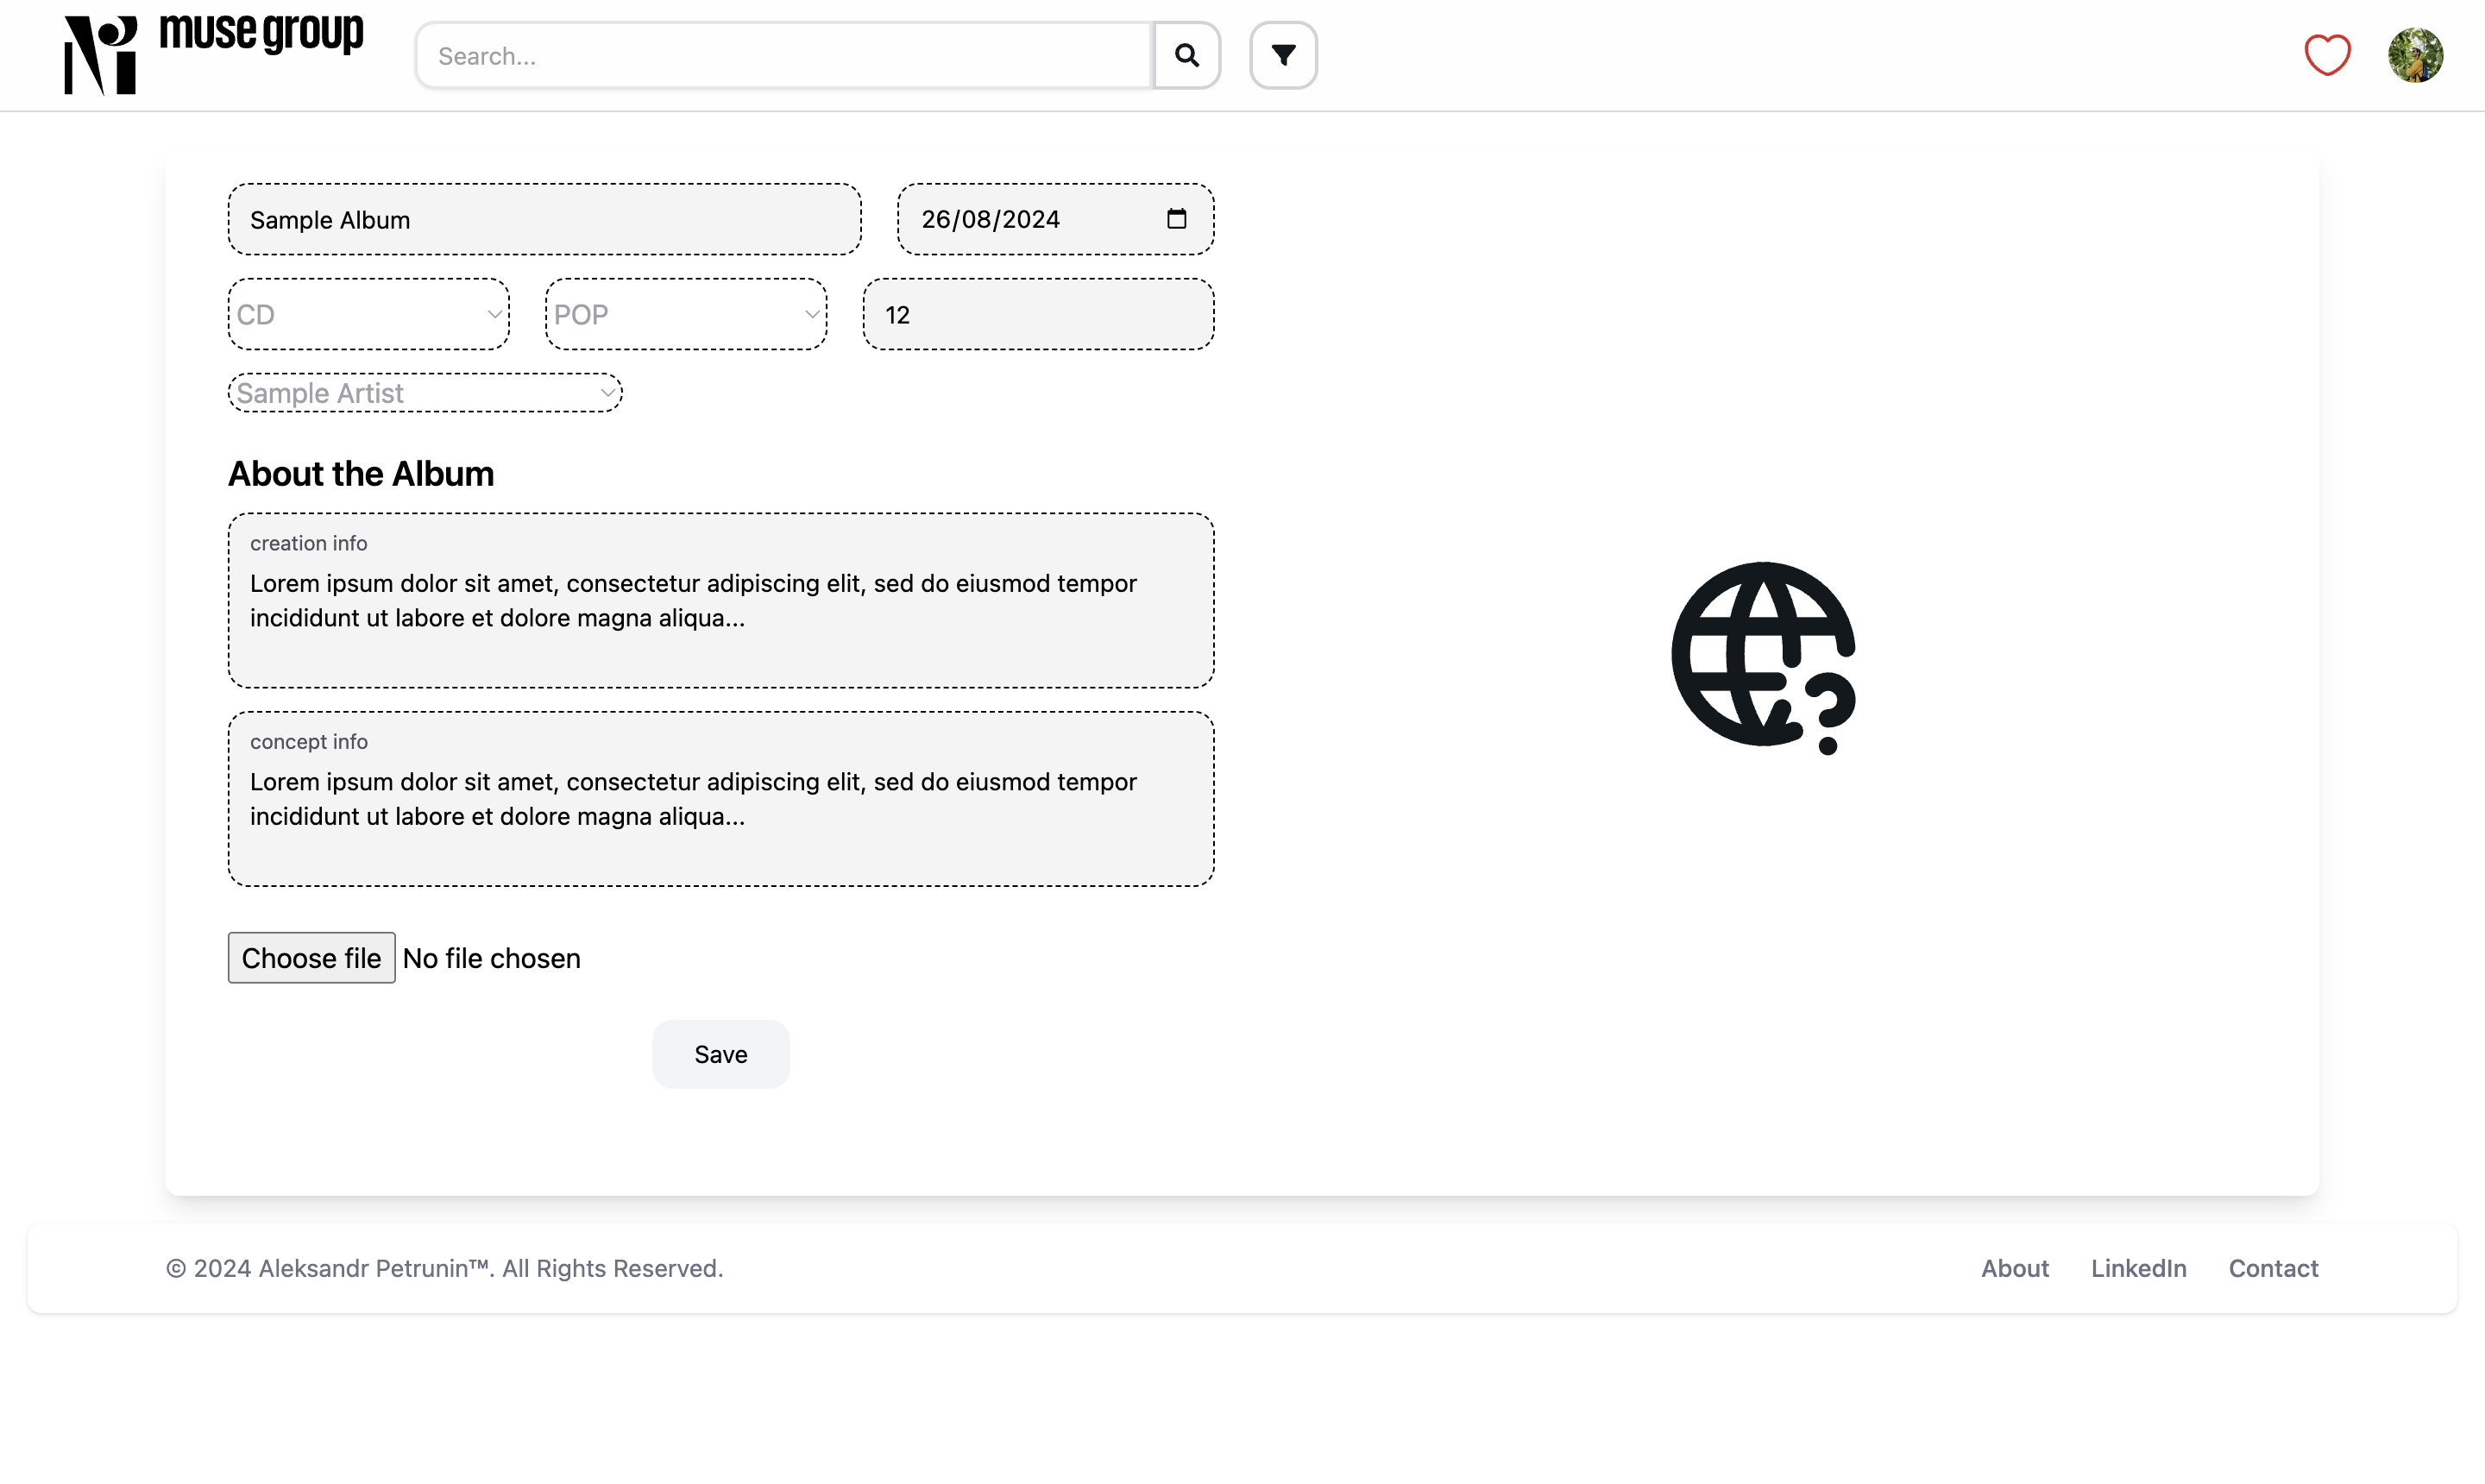 muse group
Search...
Sample Album
26/08/2024
CD
POP
12
Sample Artist
About the Album
creation info
Lorem ipsum dolor sit amet, consectetur adipiscing elit, sed do eiusmod tempor
incididunt ut labore et dolore magna aliqua...
concept info
Lorem ipsum dolor sit amet, consectetur adipiscing elit, sed do eiusmod tempor
incididunt ut labore et dolore magna aliqua...
Choose file No file chosen
Save
© 2024 Aleksandr Petrunin™. All Rights Reserved.
About
LinkedIn
Contact